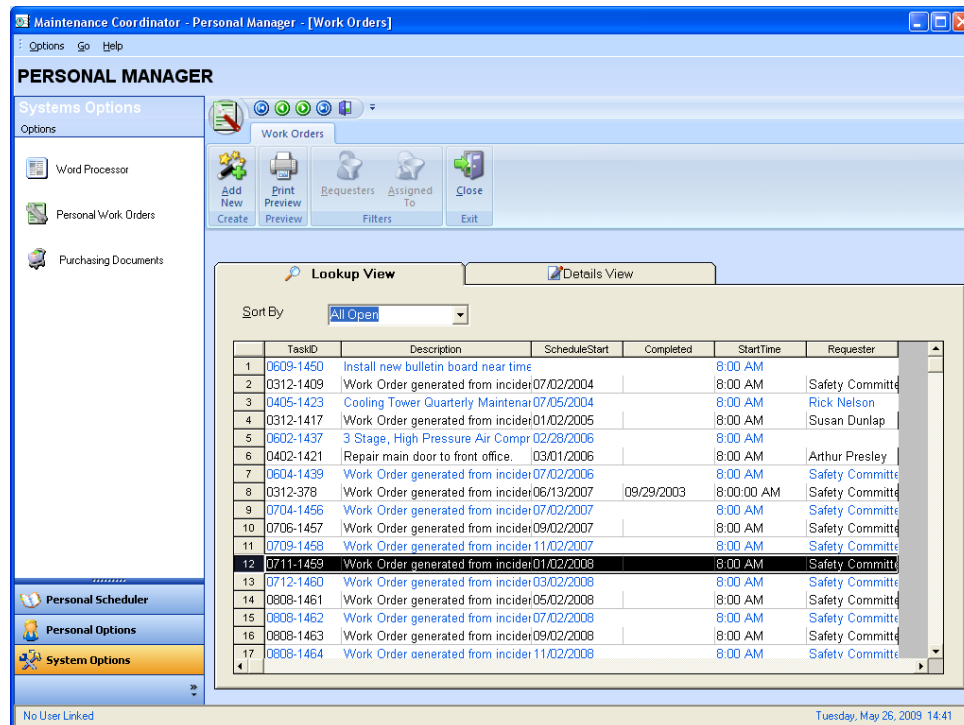 Maintenance Coordinator - Personal Manager - [Work Orders]
Options Go Help
PERSONAL MANAGER
Systems Options
Options
Word Processor
Personal Work Orders
Purchasing Documents
Personal Scheduler
Personal Options
System Options
Work Orders
Add New
Print Preview
Requesters
Assigned To
Close
Create
Preview
Filters
Exit
Lookup View
Details View
Sort By All Open
TaskID Description ScheduleStart Completed StartTime Requester
1 0609-1450 Install new bulletin board near time 8:00 AM
2 0312-1409 Work Order generated from incider 07/02/2004 8:00 AM Safety Committe
3 0405-1423 Cooling Tower Quarterly Maintenar 07/05/2004 8:00 AM Rick Nelson
4 0312-1417 Work Order generated from incider 01/02/2005 8:00 AM Susan Dunlap
5 0602-1437 3 Stage, High Pressure Air Compr 02/28/2006 8:00 AM
6 0402-1421 Repair main door to front office. 03/01/2006 8:00 AM Arthur Presley
7 0604-1439 Work Order generated from incider 07/02/2006 8:00 AM Safety Committe
8 0312-378 Work Order generated from incider 06/13/2007 09/29/2003 8:00:00 AM Safety Committe
9 0704-1456 Work Order generated from incider 07/02/2007 8:00 AM Safety Committe
10 0706-1457 Work Order generated from incider 09/02/2007 8:00 AM Safety Committe
11 0709-1458 Work Order generated from incider 11/02/2007 8:00 AM Safety Committe
12 0711-1459 Work Order generated from incider 01/02/2008 8:00 AM Safety Committe
13 0712-1460 Work Order generated from incider 03/02/2008 8:00 AM Safety Committe
14 0808-1461 Work Order generated from incider 05/02/2008 8:00 AM Safety Committe
15 0808-1462 Work Order generated from incider 07/02/2008 8:00 AM Safety Committe
16 0808-1463 Work Order generated from incider 09/02/2008 8:00 AM Safety Committe
17 0808-1464 Work Order generated from incider 11/02/2008 8:00 AM Safety Committe
No User Linked
Tuesday, May 26, 2009 14:41